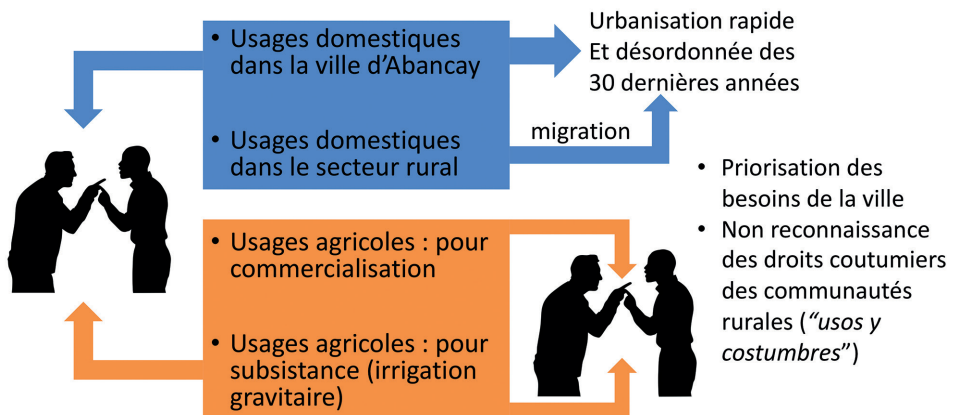 • Usages domestiques
dans la ville d’Abancay
• Usages domestiques
dans le secteur rural
Urbanisation rapide
Et désordonnée des
30 dernières années
migration
• Usages agricoles : pour
commercialisation
• Usages agricoles : pour
subsistance (irrigation
gravitaire)
• Priorisation des
besoins de la ville
• Non reconnaissance
des droits coutumiers
des communautés
rurales (“usos y
costumbres”)